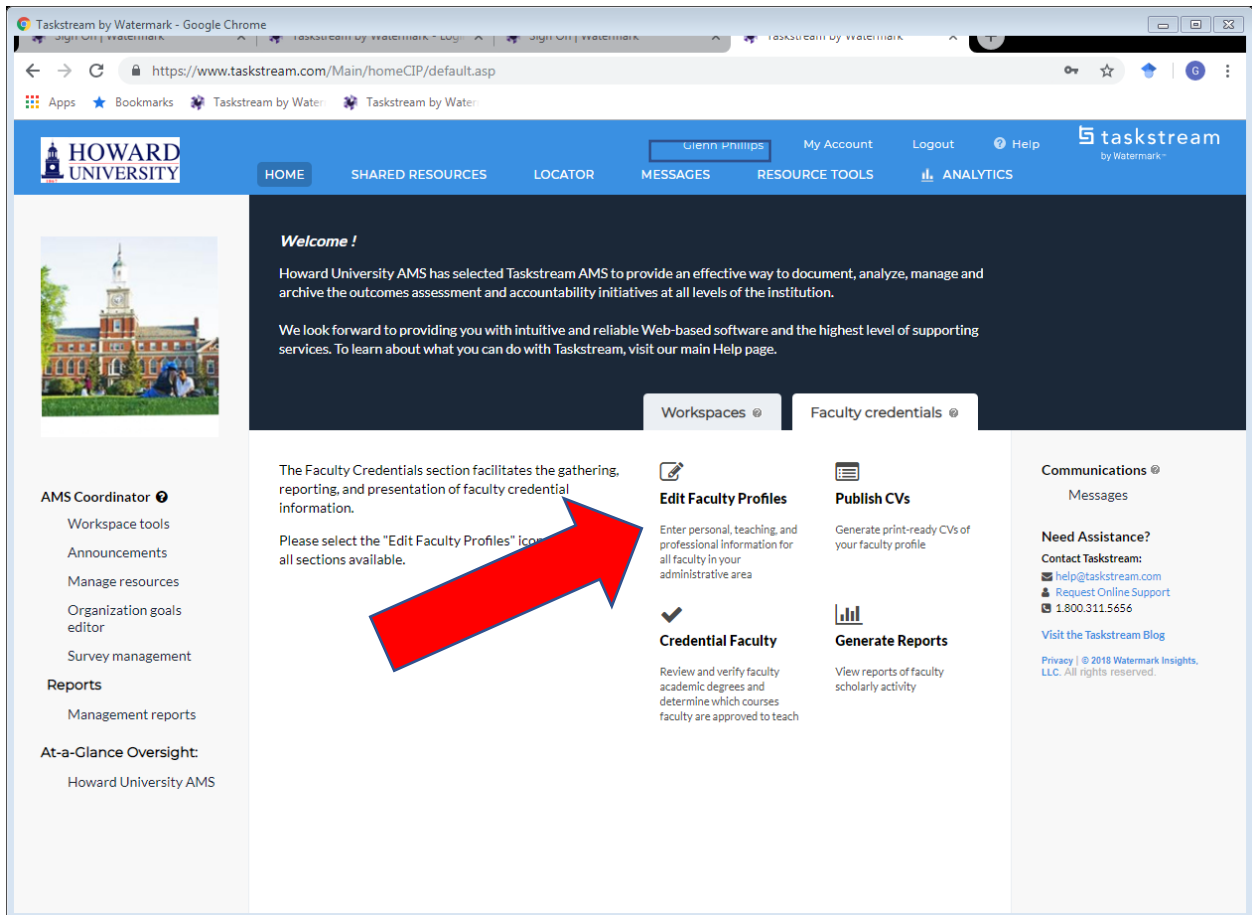 Taskstream by Watermark - Google Chrome
Sign On | Watermark
Taskstream by Watermark - Logi
Sign On | Watermark
Taskstream by Watermark
https://www.taskstream.com/Main/homeCIP/default.asp
G
Apps
Bookmarks
Taskstream by Water
Taskstream by Water
HOWARD
UNIVERSITY
1867
Glenn Phillips
My Account
Logout
Help
taskstream
by Watermark™
HOME
SHARED RESOURCES
LOCATOR
MESSAGES
RESOURCE TOOLS
ANALYTICS
Welcome !
Howard University AMS has selected Taskstream AMS to provide an effective way to document, analyze, manage and
archive the outcomes assessment and accountability initiatives at all levels of the institution.
We look forward to providing you with intuitive and reliable Web-based software and the highest level of supporting
services. To learn about what you can do with Taskstream, visit our main Help page.
Workspaces
Faculty credentials
AMS Coordinator
Workspace tools
Announcements
Manage resources
Organization goals
editor
Survey management
Reports
Management reports
At-a-Glance Oversight:
Howard University AMS
The Faculty Credentials section facilitates the gathering,
reporting, and presentation of faculty credential
information.
Please select the "Edit Faculty Profiles"
all sections available.
Edit Faculty Profiles
Enter personal, teaching, and
professional information for
all faculty in your
administrative area
Publish CVs
Generate print-ready CVs of
your faculty profile
Credential Faculty
Review and verify faculty
academic degrees and
determine which courses
faculty are approved to teach
Generate Reports
View reports of faculty
scholarly activity
Communications
Messages
Need Assistance?
Contact Taskstream:
help@taskstream.com
Request Online Support
1.800.311.5656
Visit the Taskstream Blog
Privacy | © 2018 Watermark Insights,
LLC. All rights reserved.